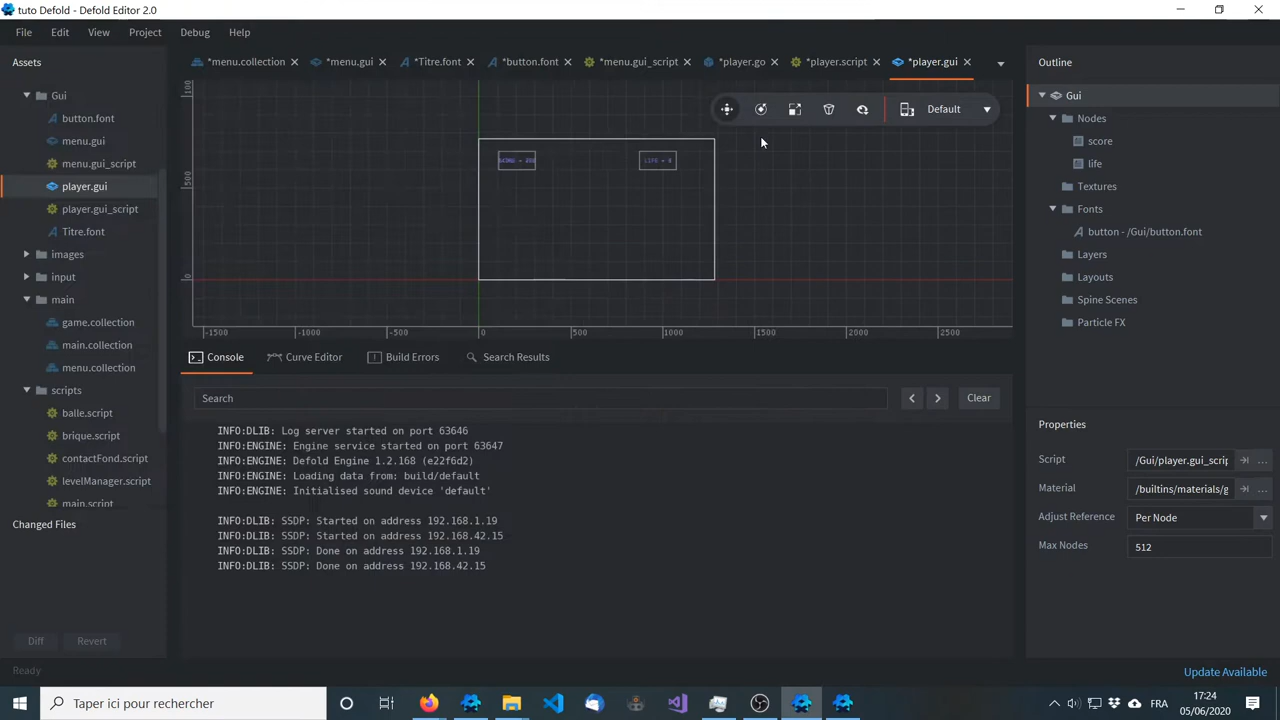 tuto Defold - Defold Editor 2.0
File Edit View Project Debug Help
Assets
Gui
button.font
menu.gui
menu.gui_script
player.gui
player.gui_script
Titre.font
images
input
main
game.collection
main.collection
menu.collection
scripts
balle.script
brique.script
contactFond.script
levelManager.script
main.script
Changed Files
Diff Revert
Ready
*menu.collection *menu.gui *Titre.font *button.font *menu.gui_script *player.go *player.script *player.gui
Default
LIFE = 3
500
0
-1500 -1000 -500 0 500 1000 1500 2000 2500
Console Curve Editor Build Errors Search Results
Search
Clear
INFO:DLIB: Log server started on port 63646
INFO:ENGINE: Engine service started on port 63647
INFO:ENGINE: Defold Engine 1.2.168 (e22f6d2)
INFO:ENGINE: Loading data from: build/default
INFO:ENGINE: Initialised sound device 'default'
INFO:DLIB: SSDP: Started on address 192.168.1.19
INFO:DLIB: SSDP: Started on address 192.168.42.15
INFO:DLIB: SSDP: Done on address 192.168.1.19
INFO:DLIB: SSDP: Done on address 192.168.42.15
Outline
Gui
Nodes
score
life
Textures
Fonts
button - /Gui/button.font
Layers
Layouts
Spine Scenes
Particle FX
Properties
Script /Gui/player.gui_scrip ...
Material /builtins/materials/g ...
Adjust Reference Per Node
Max Nodes 512
Update Available
Taper ici pour rechercher
FRA
17:24
05/06/2020